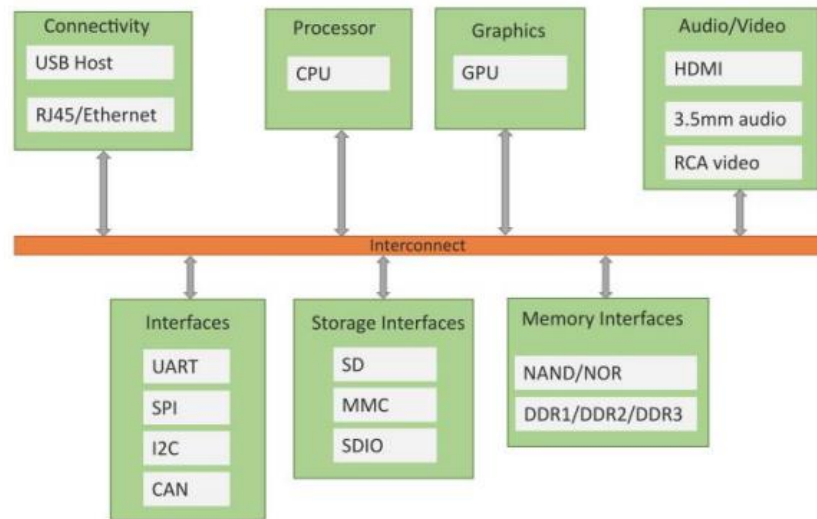 Connectivity
USB Host
RJ45/Ethernet
Processor
CPU
Graphics
GPU
Audio/Video
HDMI
3.5mm audio
RCA video
Interconnect
Interfaces
UART
SPI
I2C
CAN
Storage Interfaces
SD
MMC
SDIO
Memory Interfaces
NAND/NOR
DDR1/DDR2/DDR3